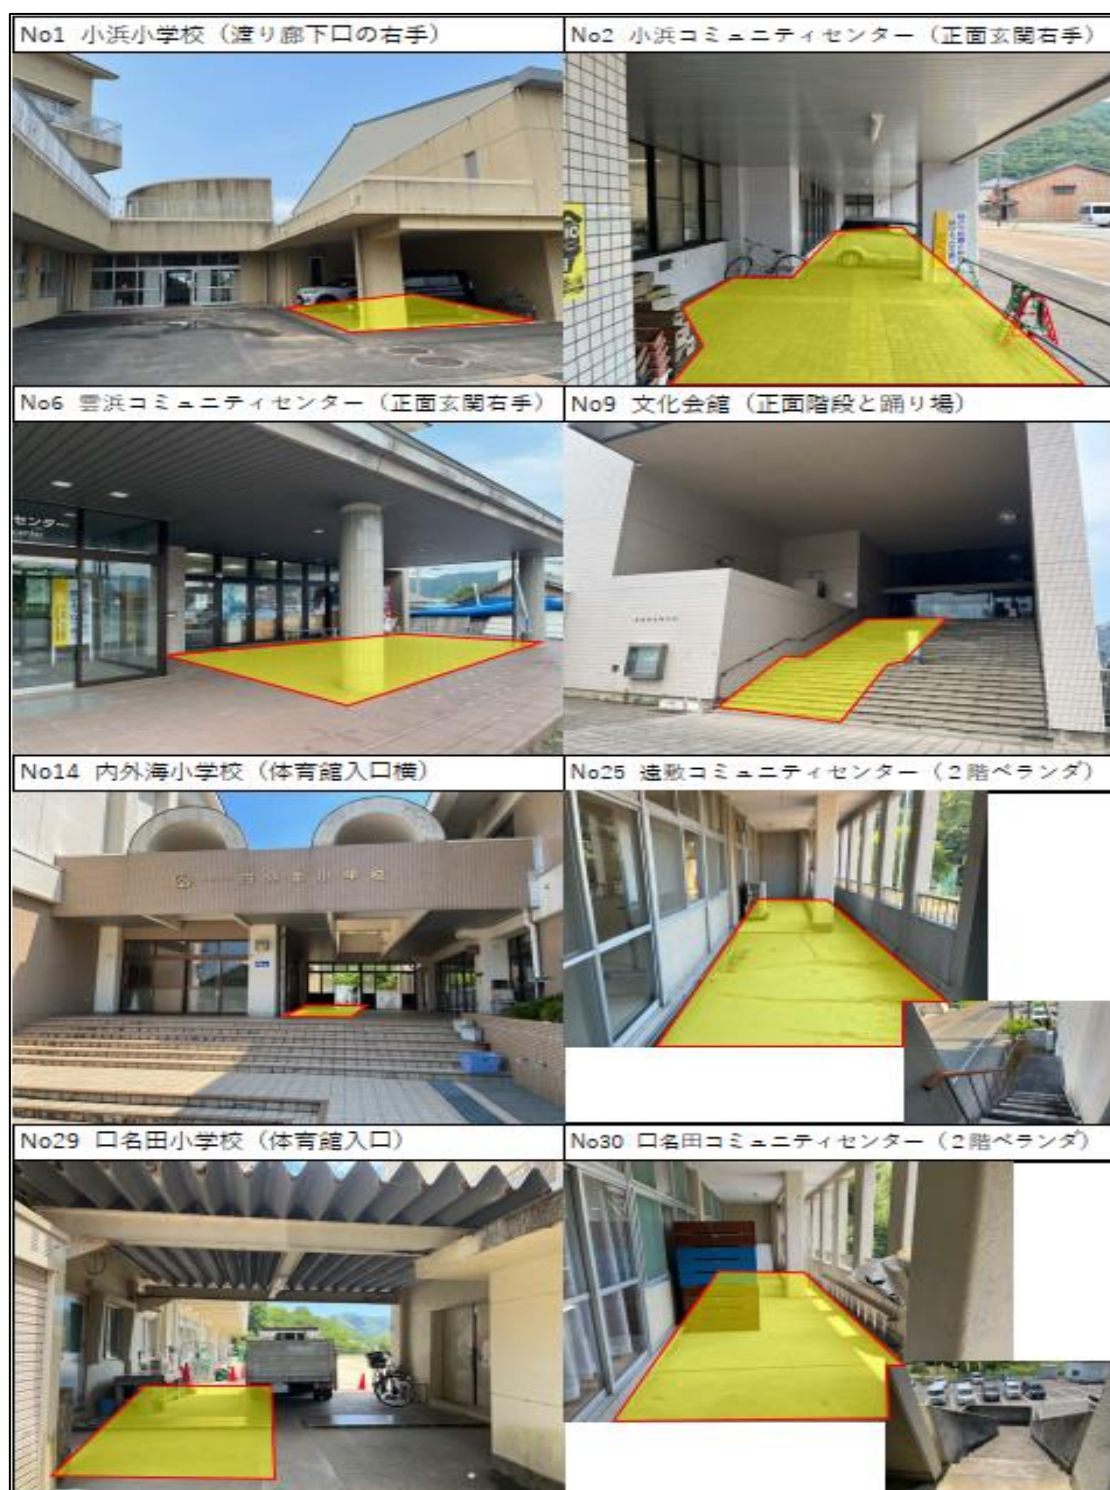 No1 小浜小学校（渡り廊下口の右手）
No2 小浜コミュニティセンター（正面玄関右手）
No6 雲浜コミュニティセンター（正面玄関右手）
No9 文化会館（正面階段と踊り場）
センター
No14 内外海小学校（体育館入口横）
No25 遠敷コミュニティセンター（２階ベランダ）
小学校
No29 口名田小学校（体育館入口）
No30 口名田コミュニティセンター（２階ベランダ）